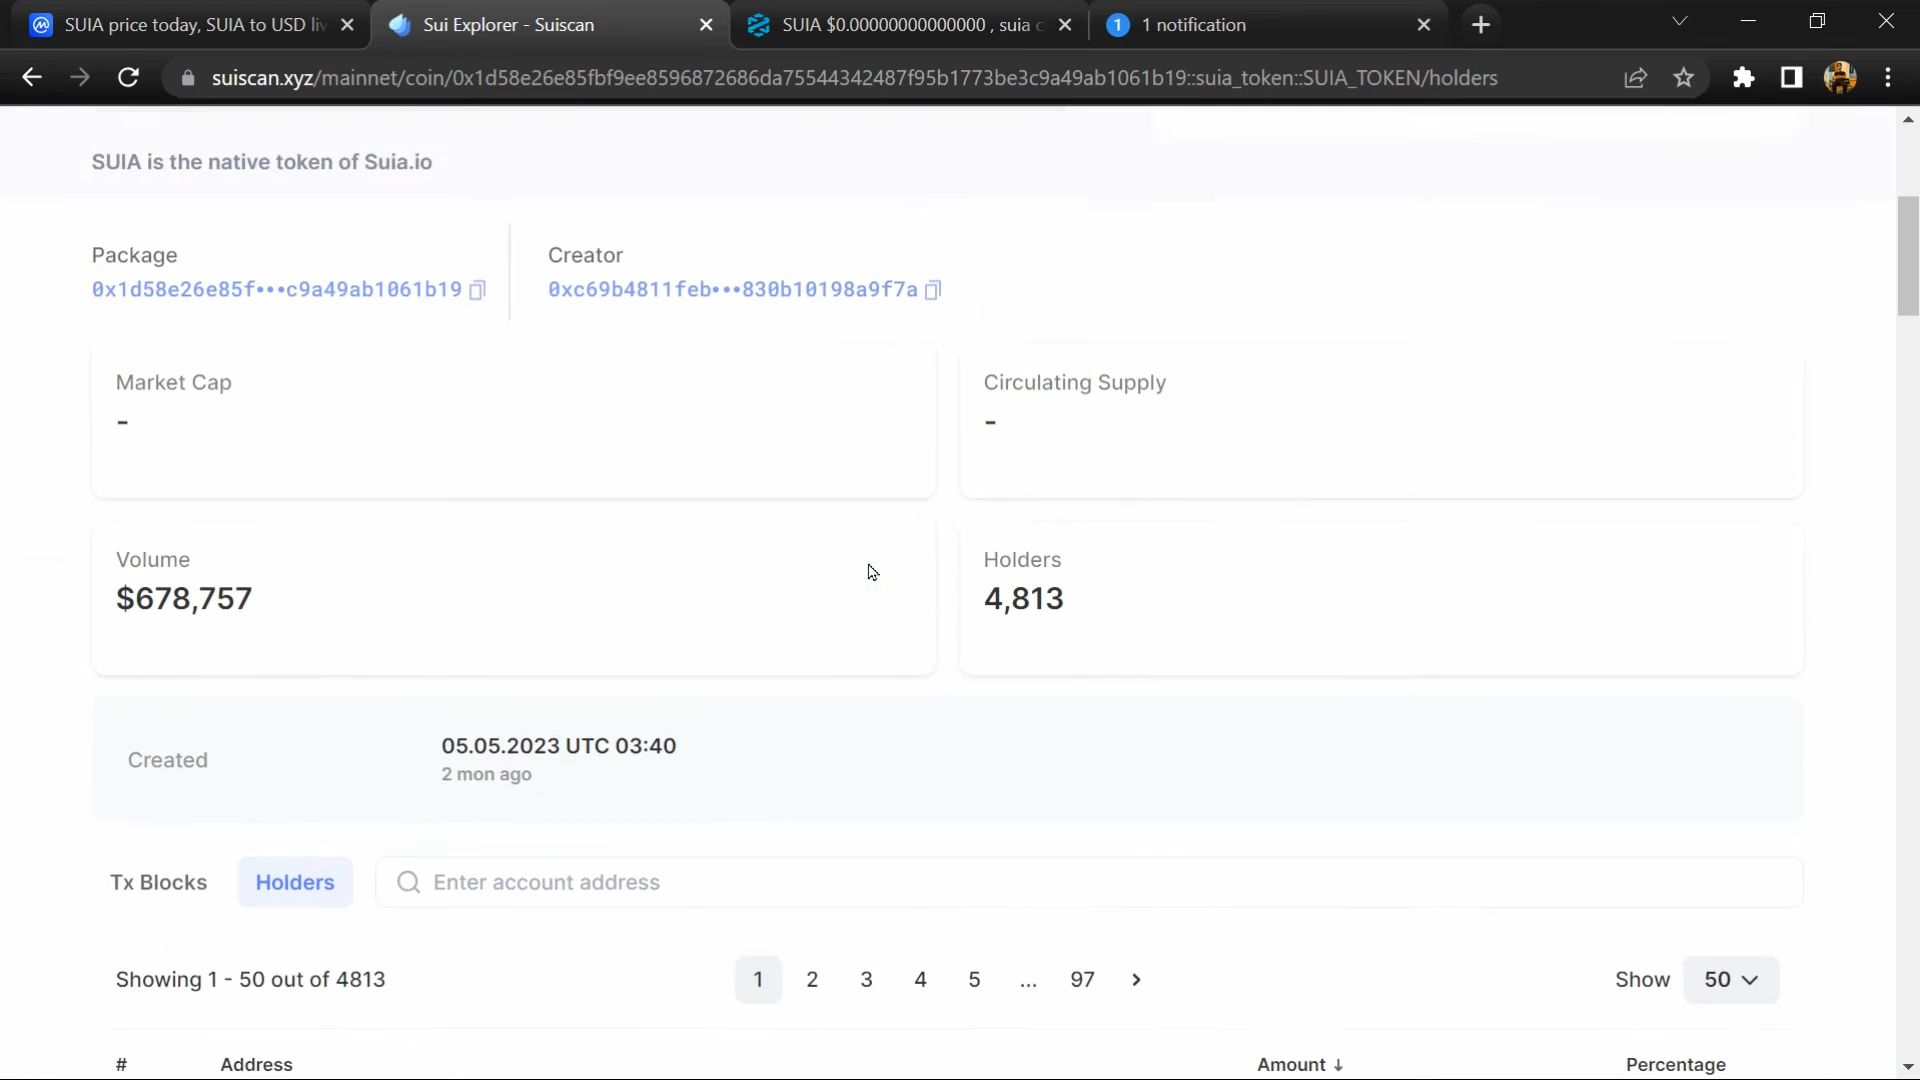 SUIA price today, SUIA to USD liv
Sui Explorer - Suiscan
SUIA $0.00000000000000 , suia c
1
1 notification
suiscan.xyz/mainnet/coin/0x1d58e26e85fbf9ee8596872686da75544342487f95b1773be3c9a49ab1061b19::suia_token::SUIA_TOKEN/holders
SUIA is the native token of Suia.io
Package
Creator
0x1d58e26e85f•••c9a49ab1061b19
0xc69b4811feb•••830b10198a9f7a
Market Cap
-
Circulating Supply
-
Volume
$678,757
Holders
4,813
Created
05.05.2023 UTC 03:40
2 mon ago
Tx Blocks
Holders
Enter account address
Showing 1 - 50 out of 4813
1 2 3 4 5 ... 97 >
Show
50
# Address Amount ↓ Percentage